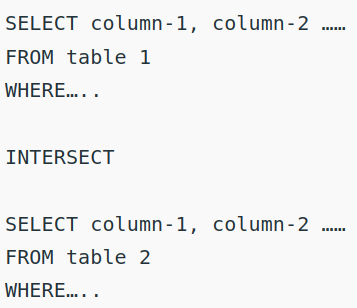 SELECT column-1, column-2 ……
FROM table 1
WHERE…..
INTERSECT
SELECT column-1, column-2 ……
FROM table 2
WHERE…..